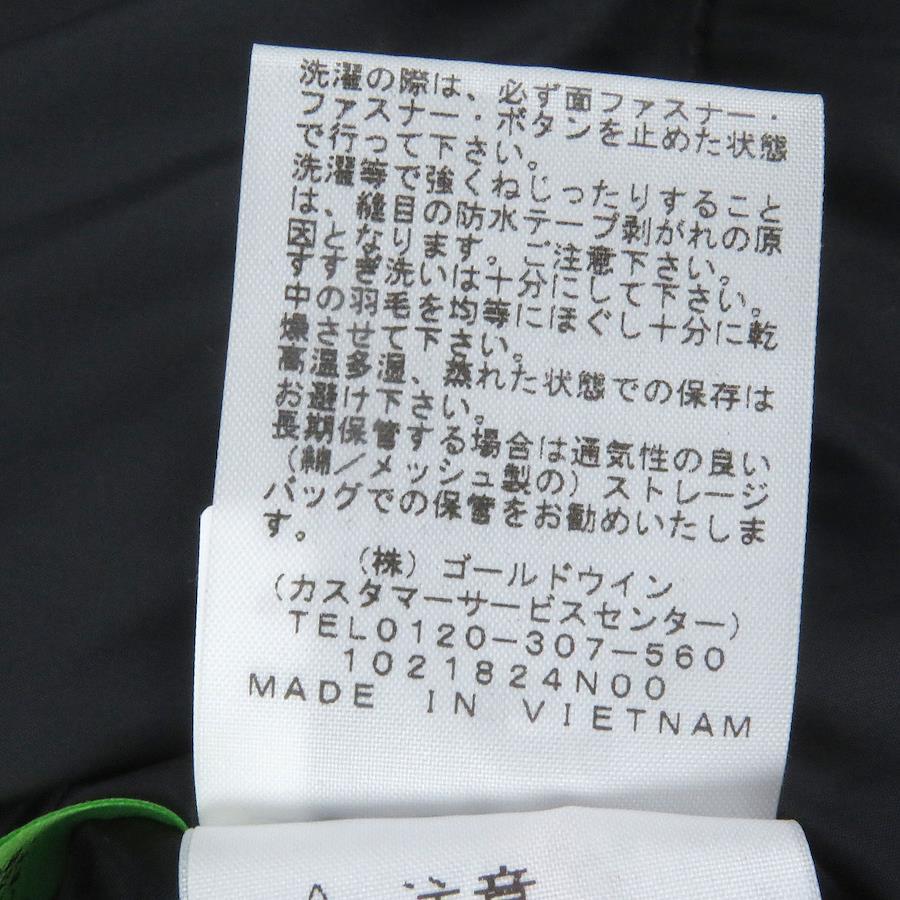 洗濯の際は、必ず面ファスナー・
ファスナー・ボタンを止めた状態
で行って下さい。
洗濯等で強くねじったりすること
は、縫目の防水テープ剥がれの原
因となります。ご注意下さい。
すすぎ洗いは十分にして下さい。
中の羽毛を均等にほぐし十分に乾
燥させて下さい。
高温多湿、蒸れた状態での保存は
お避け下さい。
長期保管する場合は通気性の良い
（綿／メッシュ製の）ストレージ
バッグでの保管をお勧めいたしま
す。
（株）ゴールドウイン
（カスタマーサービスセンター）
TEL0120-307-560
1021824N00
MADE IN VIETNAM
注意